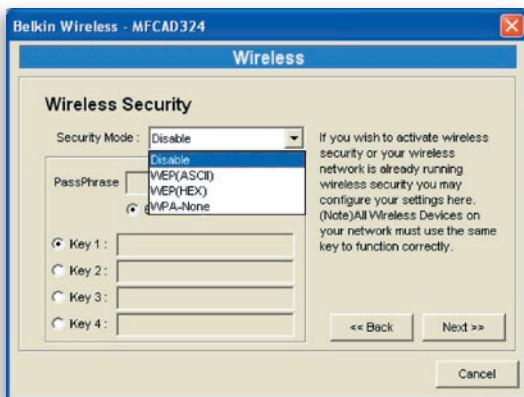 Belkin Wireless - MFCAD324
Wireless
Wireless Security
Security Mode : Disable
Disable
WEP(ASCII)
WEP(HEX)
WPA-None
PassPhrase
Key 1 :
Key 2 :
Key 3 :
Key 4 :
If you wish to activate wireless
security or your wireless
network is already running
wireless security you may
configure your settings here.
(Note)All Wireless Devices on
your network must use the same
key to function correctly.
<< Back
Next >>
Cancel